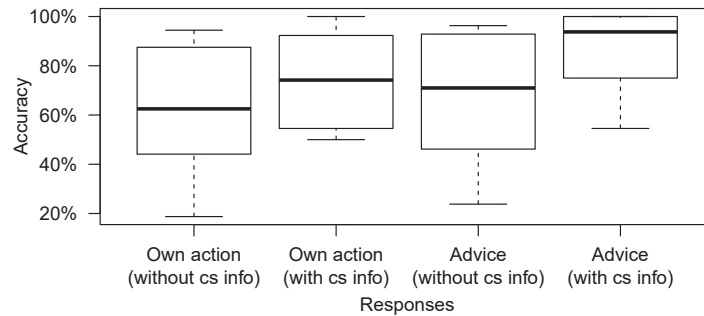 100%
80%
60%
40%
20%
Accuracy
Own action
(without cs info)
Own action
(with cs info)
Advice
(without cs info)
Advice
(with cs info)
Responses